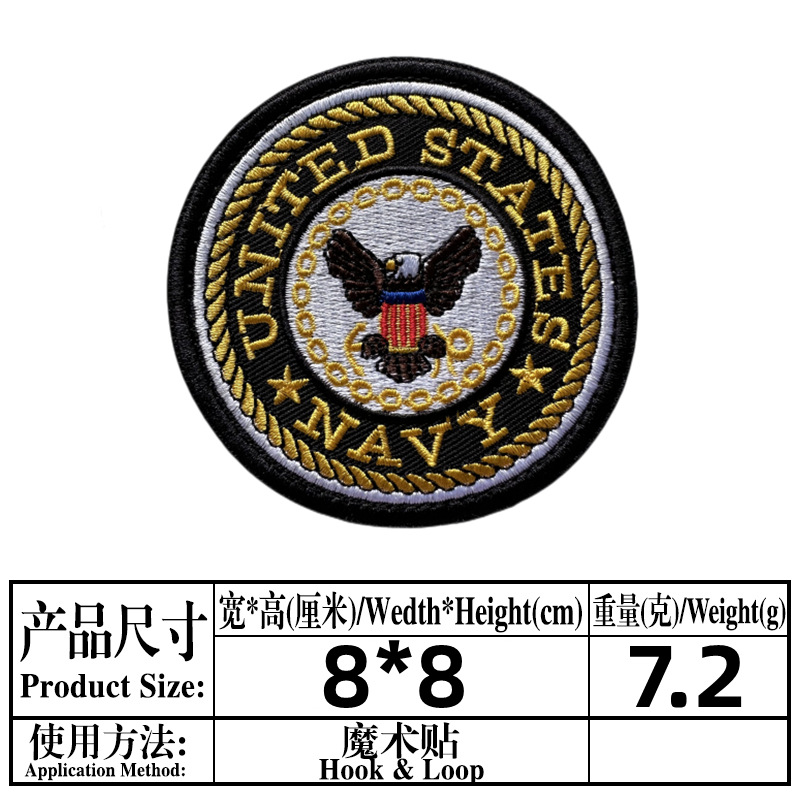 UNITED STATES
NAVY
产品尺寸
Product Size:
宽*高(厘米)/Wedth*Height(cm)
重量(克)/Weight(g)
8*8
7.2
使用方法:
Application Method:
魔术贴
Hook & Loop